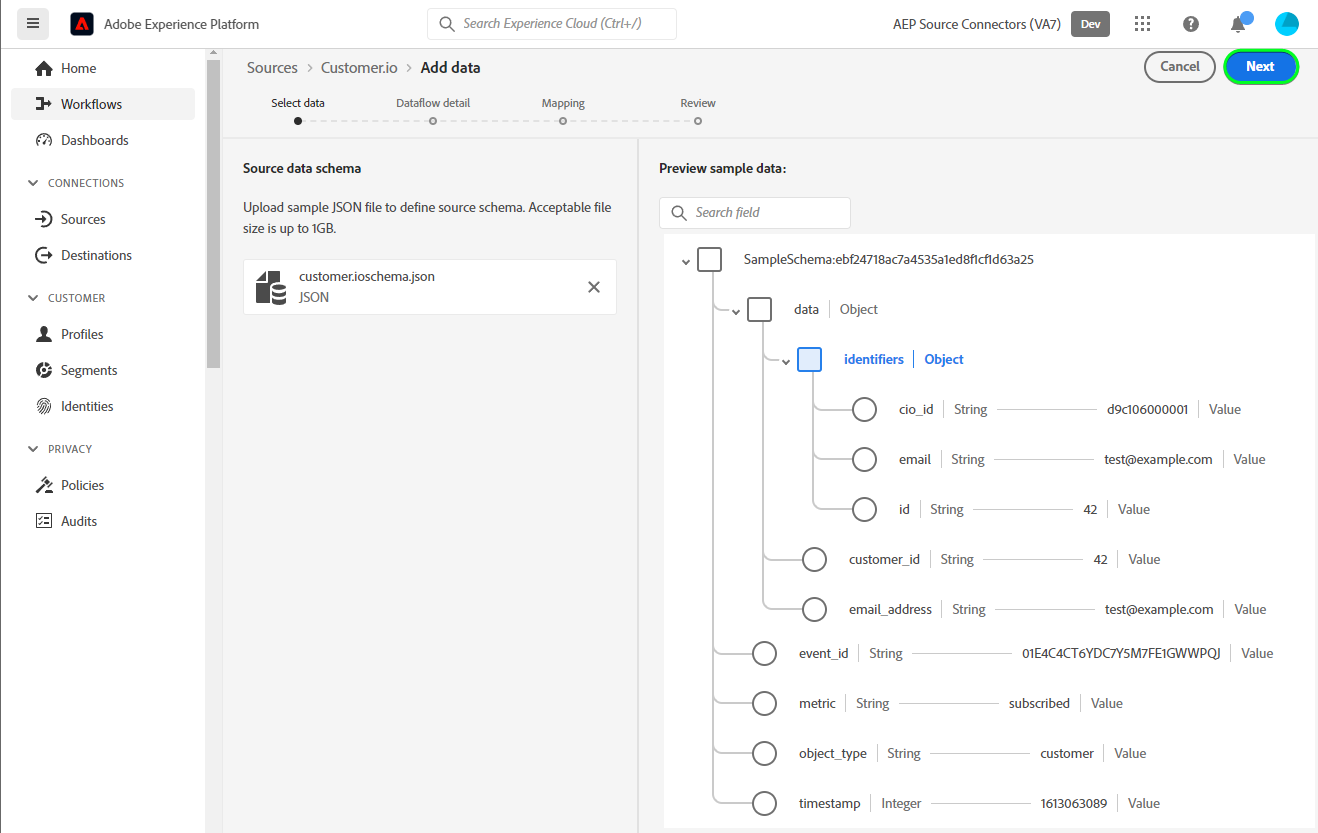 Adobe Experience Platform
Search Experience Cloud (Ctrl+/)
AEP Source Connectors (VA7)
Dev
Home
Workflows
Dashboards
CONNECTIONS
Sources
Destinations
CUSTOMER
Profiles
Segments
Identities
PRIVACY
Policies
Audits
Sources > Customer.io > Add data
Cancel
Next
Select data
Dataflow detail
Mapping
Review
Source data schema
Upload sample JSON file to define source schema. Acceptable file
size is up to 1GB.
customer.ioschema.json
JSON
Preview sample data:
Search field
SampleSchema:ebf24718ac7a4535a1ed8f1cf1d63a25
data | Object
identifiers | Object
cio_id | String d9c106000001 | Value
email | String test@example.com | Value
id | String 42 | Value
customer_id | String 42 | Value
email_address | String test@example.com | Value
event_id | String 01E4C4CT6YDC7Y5M7FE1GWWPQJ | Value
metric | String subscribed | Value
object_type | String customer | Value
timestamp | Integer 1613063089 | Value